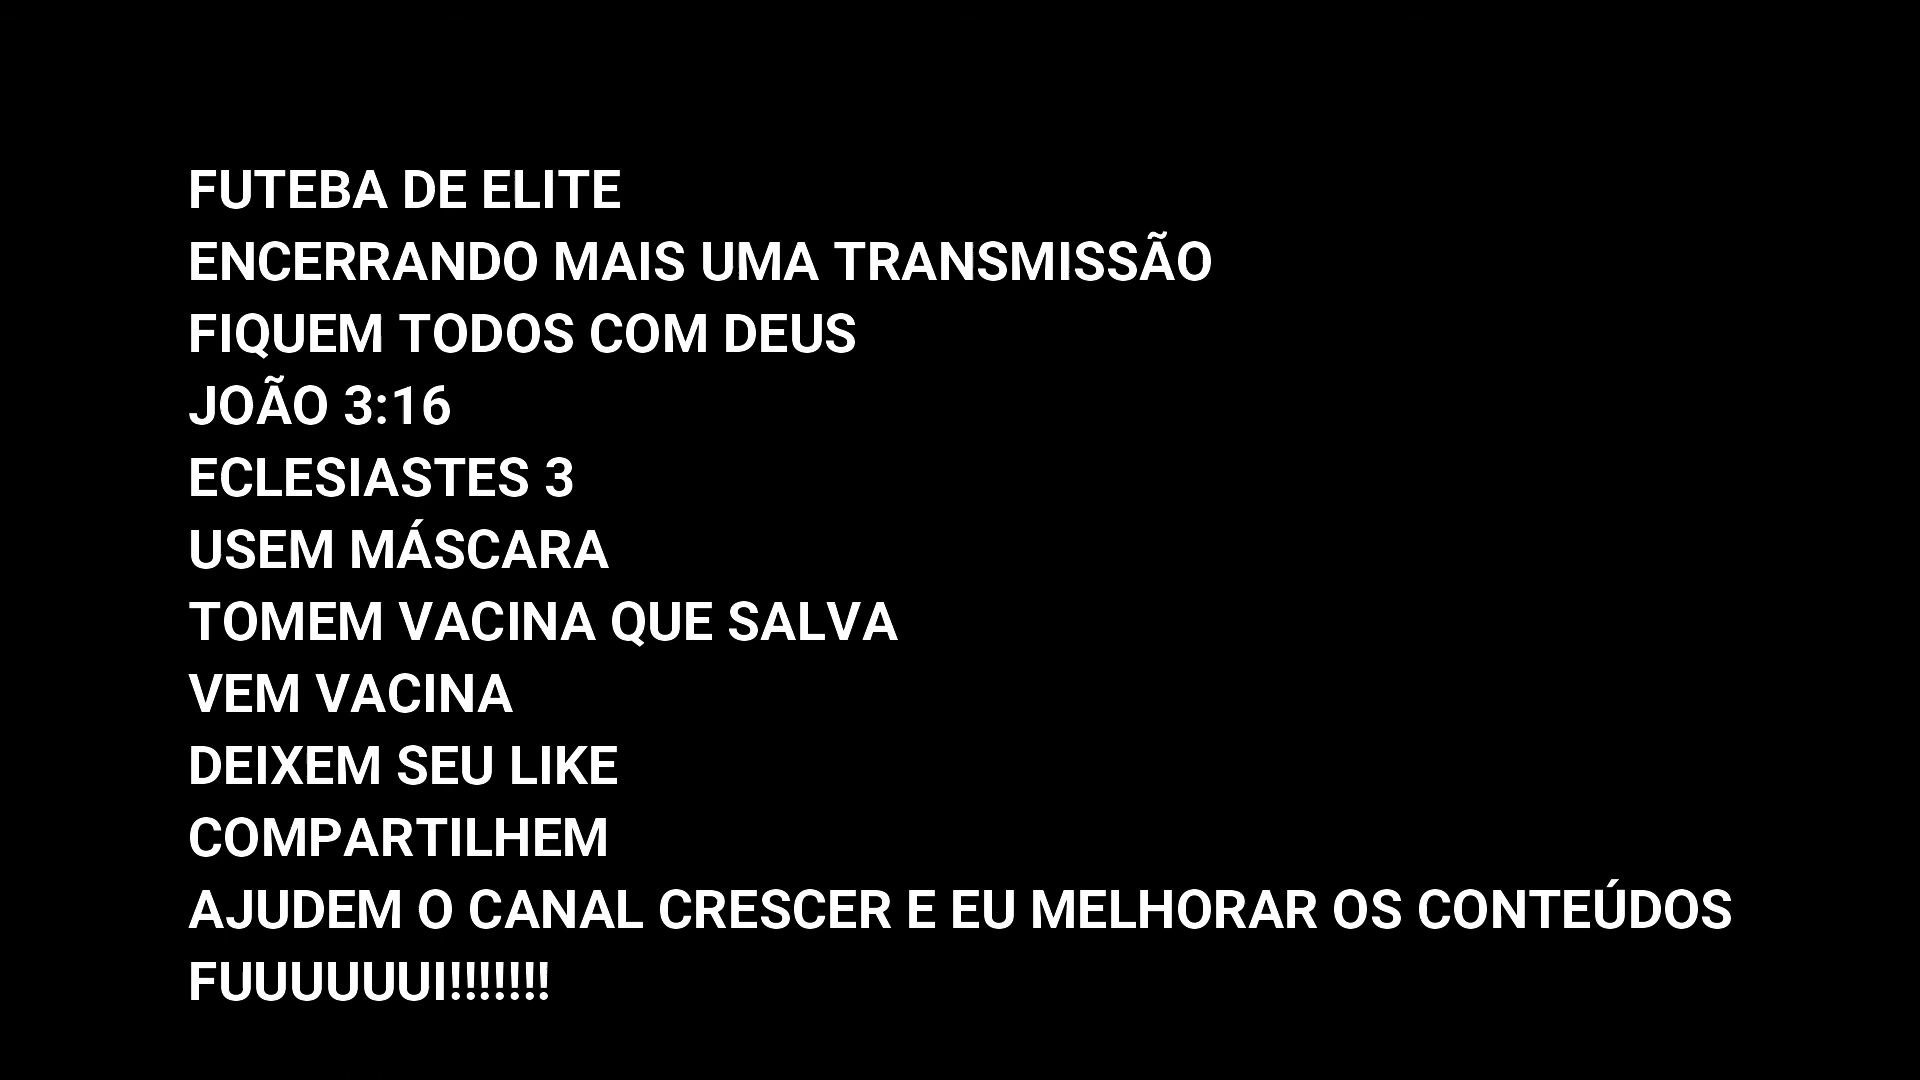 FUTEBA DE ELITE
ENCERRANDO MAIS UMA TRANSMISSÃO
FIQUEM TODOS COM DEUS
JOÃO 3:16
ECLESIASTES 3
USEM MÁSCARA
TOMEM VACINA QUE SALVA
VEM VACINA
DEIXEM SEU LIKE
COMPARTILHEM
AJUDEM O CANAL CRESCER E EU MELHORAR OS CONTEÚDOS
FUUUUUUI!!!!!!!